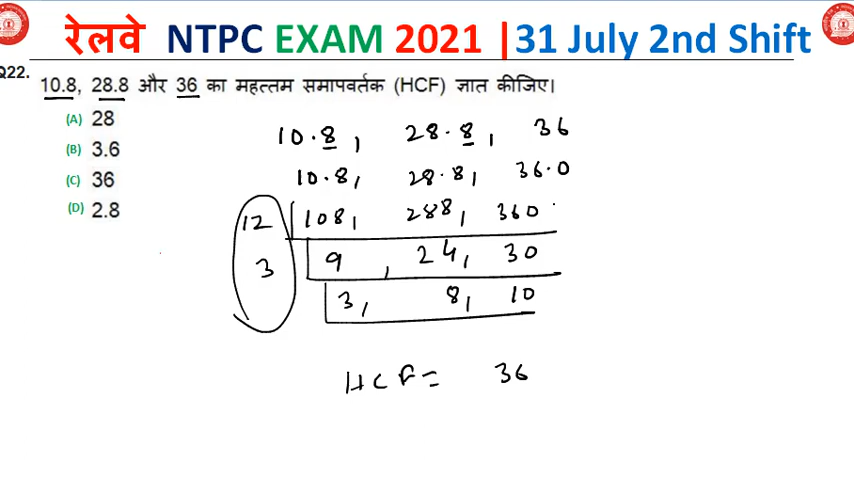 रेलवे NTPC EXAM 2021 |31 July 2nd Shift
Q22.
10.8, 28.8 और 36 का महत्तम समापवर्तक (HCF) ज्ञात कीजिए।
(A) 28
(B) 3.6
(C) 36
(D) 2.8
10.8, 28.8, 36
10.8, 28.8, 36.0
12 108, 288, 360
3 9, 24, 30
3, 8, 10
HCF = 36